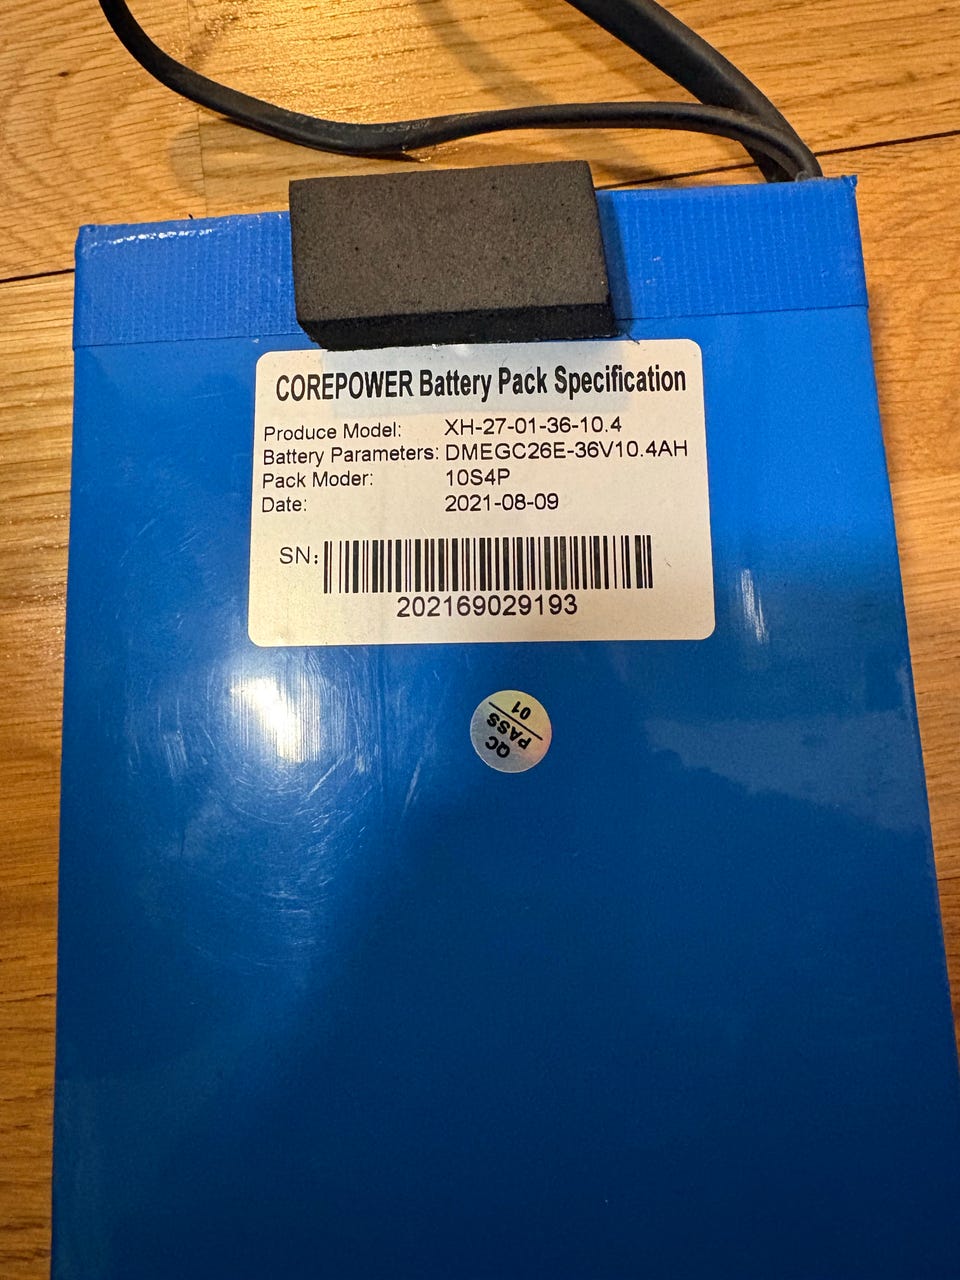 COREPOWER Battery Pack Specification
Produce Model: XH-27-01-36-10.4
Battery Parameters: DMEGC26E-36V10.4AH
Pack Moder: 10S4P
Date: 2021-08-09
SN:
202169029193
QC
PASS
01